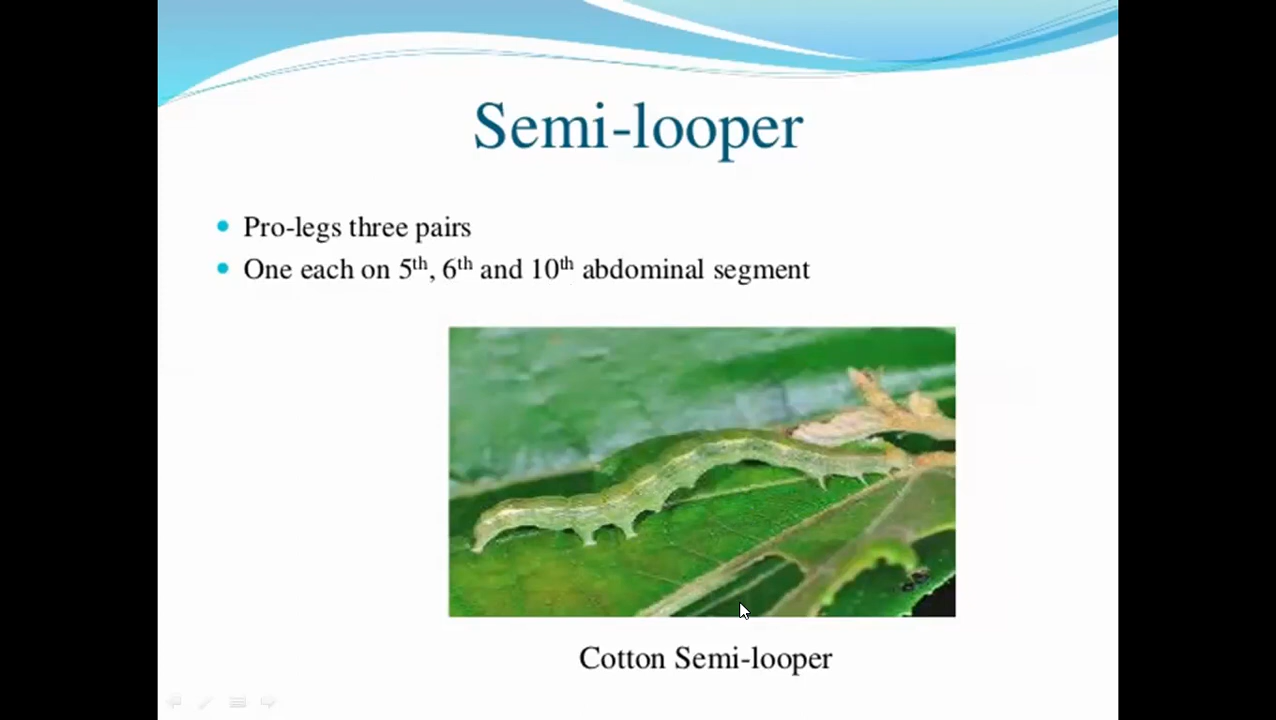 Semi-looper
Pro-legs three pairs
One each on 5th, 6th and 10th abdominal segment
Cotton Semi-looper